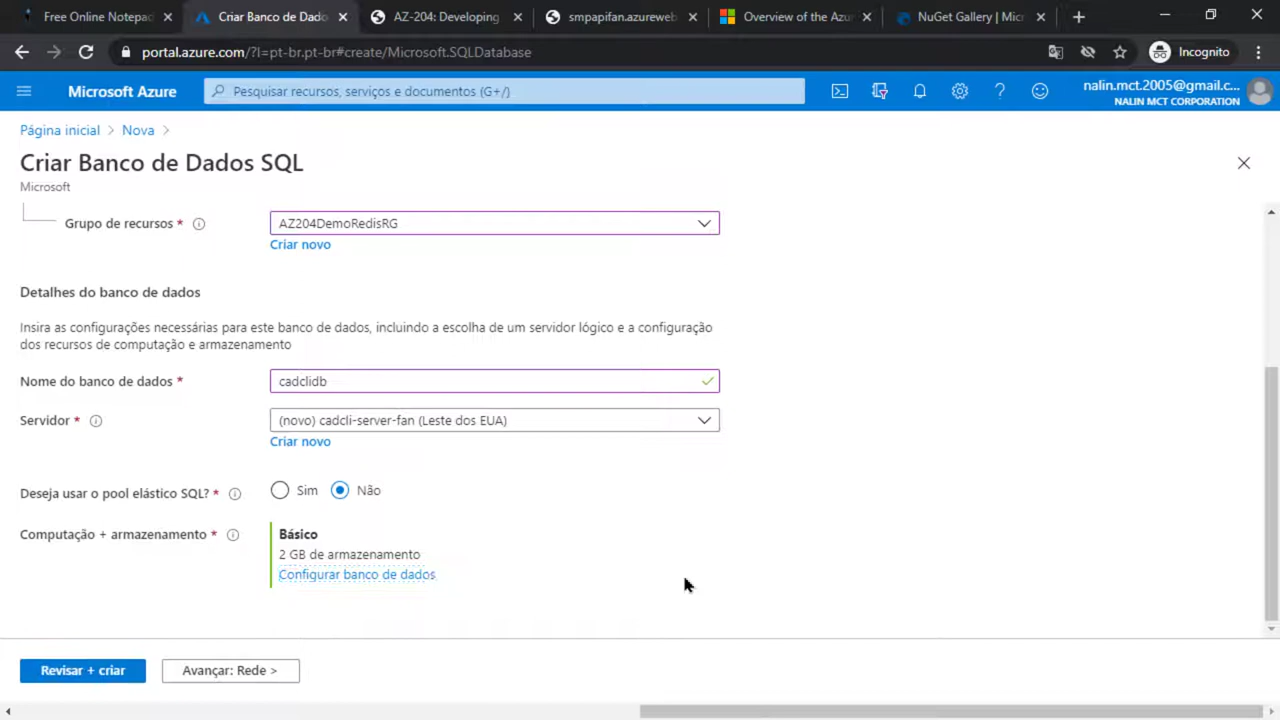 Free Online Notepad
Criar Banco de Dado
AZ-204: Developing
smpapifan.azureweb
Overview of the Azu
NuGet Gallery | Micr
portal.azure.com/?l=pt-br.pt-br#create/Microsoft.SQLDatabase
Incognito
Microsoft Azure
Pesquisar recursos, serviços e documentos (G+/)
nalin.mct.2005@gmail.c...
NALIN MCT CORPORATION
Página inicial > Nova >
Criar Banco de Dados SQL
Microsoft
Grupo de recursos *
AZ204DemoRedisRG
Criar novo
Detalhes do banco de dados
Insira as configurações necessárias para este banco de dados, incluindo a escolha de um servidor lógico e a configuração
dos recursos de computação e armazenamento
Nome do banco de dados *
cadclidb
Servidor *
(novo) cadcli-server-fan (Leste dos EUA)
Criar novo
Deseja usar o pool elástico SQL? *
Sim
Não
Computação + armazenamento *
Básico
2 GB de armazenamento
Configurar banco de dados
Revisar + criar
Avançar: Rede >